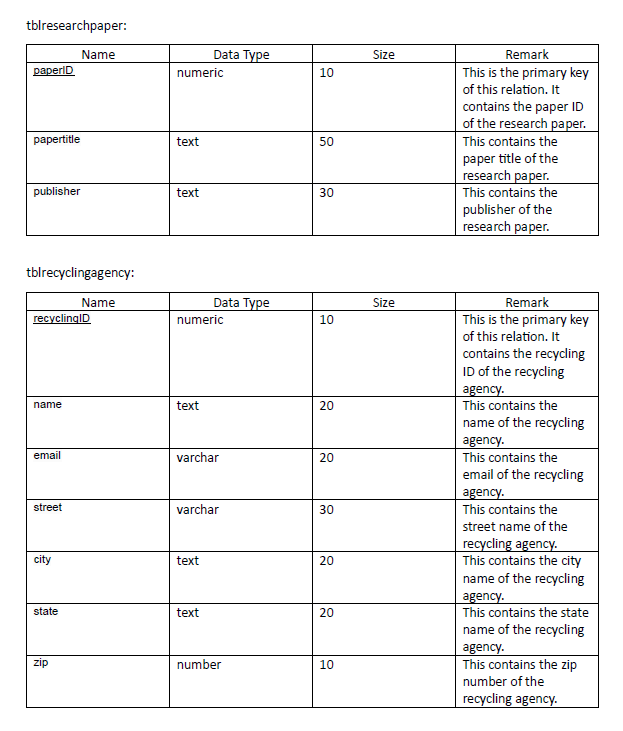 tblresearchpaper:
Name Data Type Size Remark
paperID numeric 10 This is the primary key
of this relation. It
contains the paper ID
of the research paper.
papertitle text 50 This contains the
paper title of the
research paper.
publisher text 30 This contains the
publisher of the
research paper.
tblrecyclingagency:
Name Data Type Size Remark
recyclingID numeric 10 This is the primary key
of this relation. It
contains the recycling
ID of the recycling
agency.
name text 20 This contains the
name of the recycling
agency.
email varchar 20 This contains the
email of the recycling
agency.
street varchar 30 This contains the
street name of the
recycling agency.
city text 20 This contains the city
name of the recycling
agency.
state text 20 This contains the state
name of the recycling
agency.
zip number 10 This contains the zip
number of the
recycling agency.